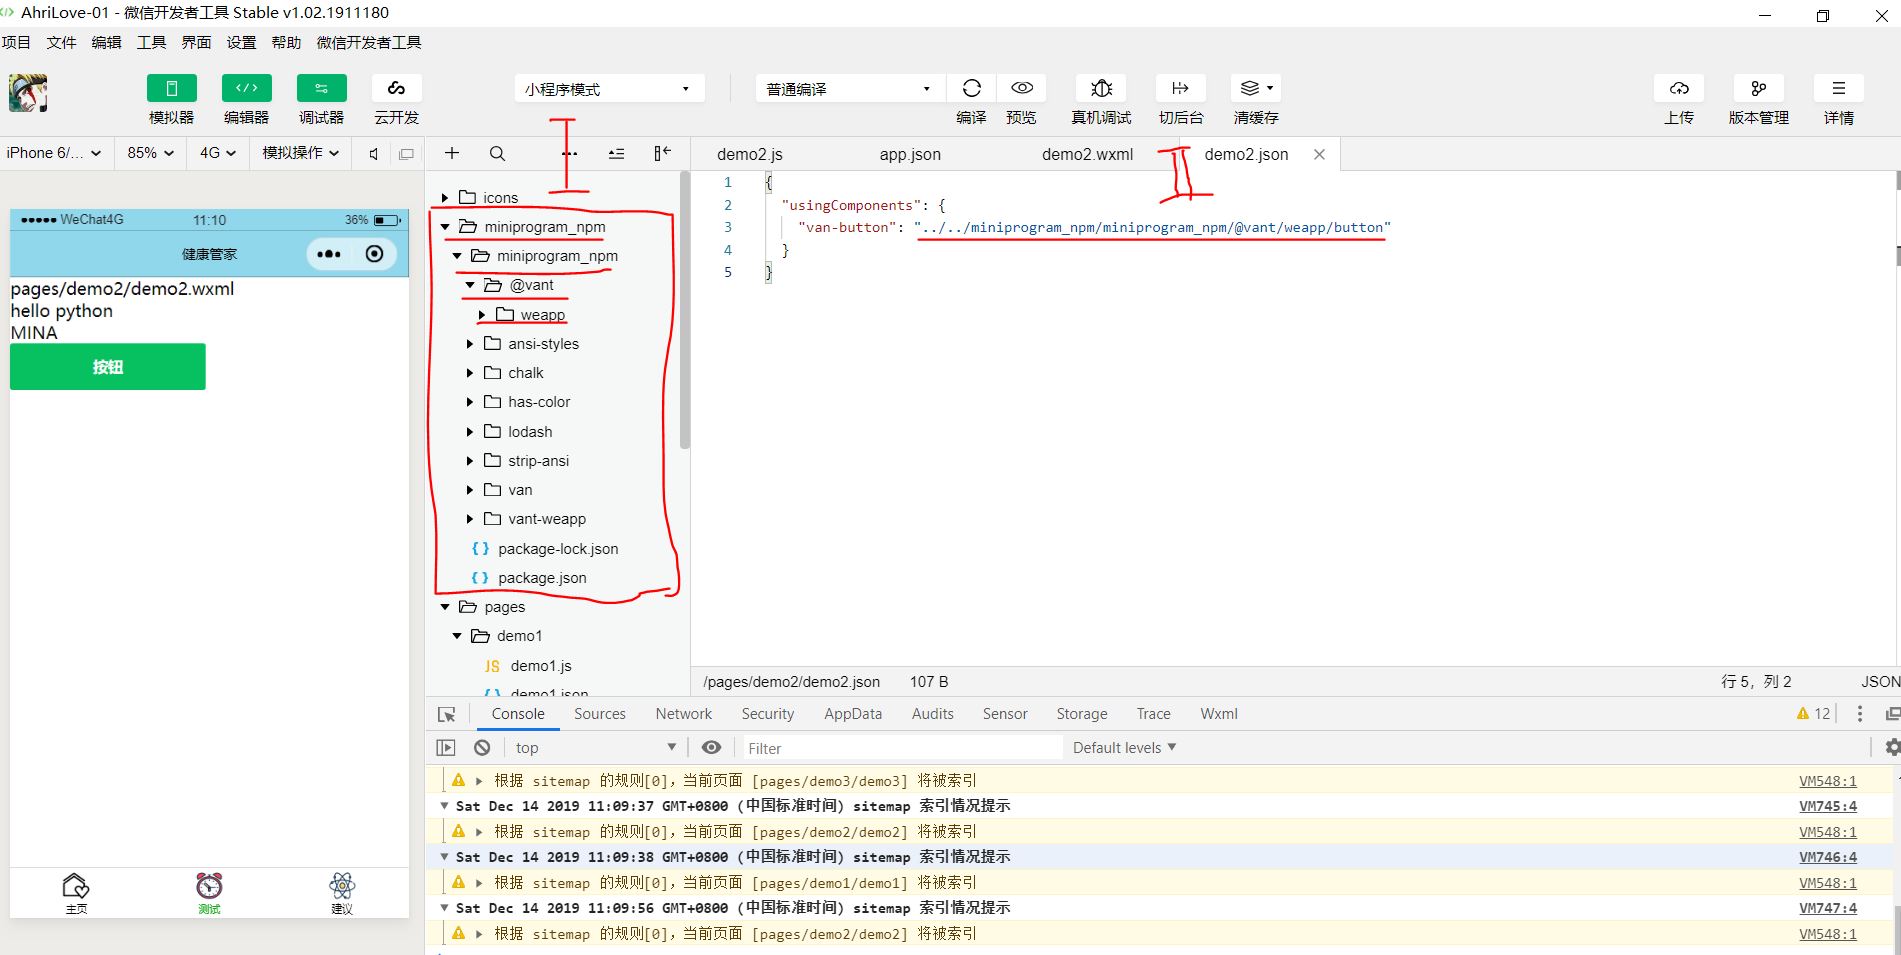 AhriLove-01 - 微信开发者工具 Stable v1.02.1911180
项目 文件 编辑 工具 界面 设置 帮助 微信开发者工具
小程序模式 普通编译
模拟器 编辑器 调试器 云开发 编译 预览 真机调试 切后台 清缓存 上传 版本管理 详情
iPhone 6/... 85% 4G 模拟操作
demo2.js app.json demo2.wxml demo2.json
WeChat4G 11:10 36%
健康管家
pages/demo2/demo2.wxml
hello python
MINA
按钮
主页 测试 建议
icons
miniprogram_npm
miniprogram_npm
@vant
weapp
ansi-styles
chalk
has-color
lodash
strip-ansi
van
vant-weapp
{ } package-lock.json
{ } package.json
pages
demo1
JS demo1.js
{ } demo1.json
1 {
2 "usingComponents": {
3 "van-button": "../../miniprogram_npm/miniprogram_npm/@vant/weapp/button"
4 }
5 }
/pages/demo2/demo2.json 107 B 行 5，列 2 JSON
Console Sources Network Security AppData Audits Sensor Storage Trace Wxml 12
top Filter Default levels
根据 sitemap 的规则[0]，当前页面 [pages/demo3/demo3] 将被索引 VM548:1
Sat Dec 14 2019 11:09:37 GMT+0800 (中国标准时间) sitemap 索引情况提示 VM745:4
根据 sitemap 的规则[0]，当前页面 [pages/demo2/demo2] 将被索引 VM548:1
Sat Dec 14 2019 11:09:38 GMT+0800 (中国标准时间) sitemap 索引情况提示 VM746:4
根据 sitemap 的规则[0]，当前页面 [pages/demo1/demo1] 将被索引 VM548:1
Sat Dec 14 2019 11:09:56 GMT+0800 (中国标准时间) sitemap 索引情况提示 VM747:4
根据 sitemap 的规则[0]，当前页面 [pages/demo2/demo2] 将被索引 VM548:1